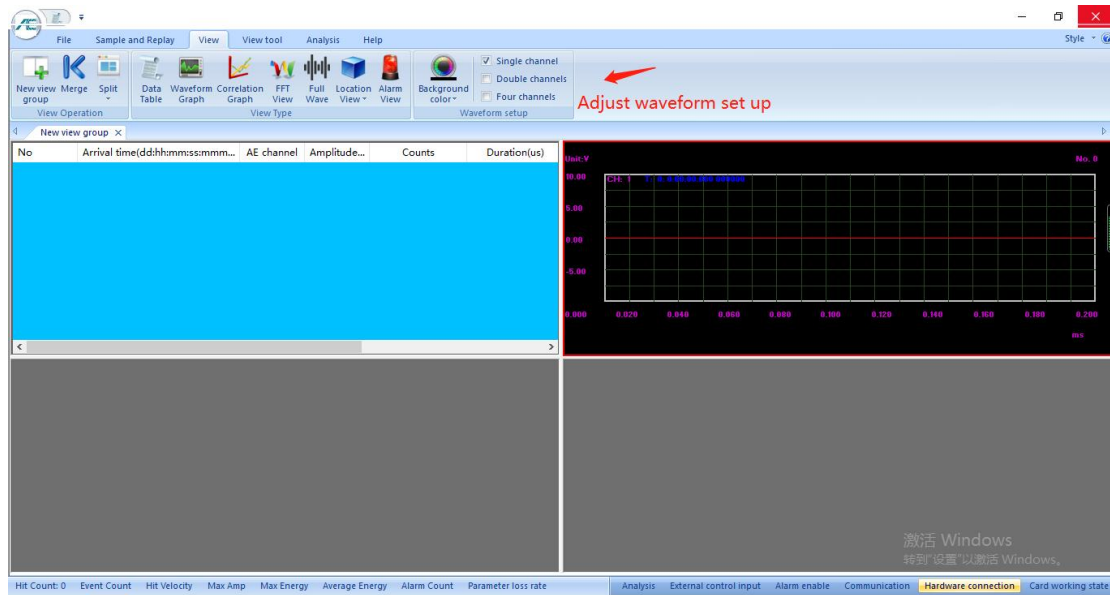 File Sample and Replay View View tool Analysis Help Style
New view group Merge Split Data Table Waveform Graph Correlation Graph FFT View Full Wave Location View Alarm View Background color
Single channel
Double channels
Four channels
View Operation View Type Waveform setup
Adjust waveform set up
New view group
No Arrival time(dd:hh:mm:ss:mmm... AE channel Amplitude... Counts Duration(us)
Unit:V No. 0
10.00
CH: 1
5.00
0.00
-5.00
0.000 0.020 0.040 0.060 0.080 0.100 0.120 0.140 0.160 0.180 0.200
ms
激活 Windows
转到"设置"以激活 Windows。
Hit Count: 0 Event Count Hit Velocity Max Amp Max Energy Average Energy Alarm Count Parameter loss rate Analysis External control input Alarm enable Communication Hardware connection Card working state